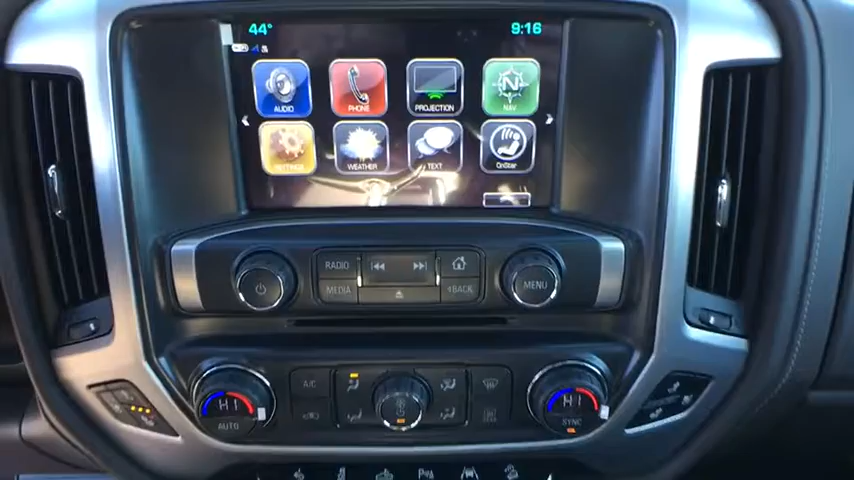 44° 9:16
AUDIO PHONE PROJECTION NAV
N
SETTINGS WEATHER TEXT OnStar
RADIO
MEDIA BACK
MENU
A/C
HI HI
AUTO SYNC